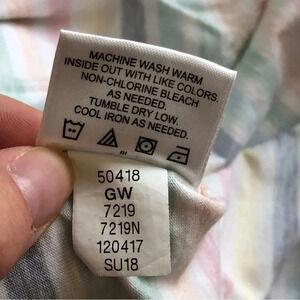 MACHINE WASH WARM
INSIDE OUT WITH LIKE COLORS.
NON-CHLORINE BLEACH
AS NEEDED.
TUMBLE DRY LOW.
COOL IRON AS NEEDED.
50418
GW
7219
7219N
120417
SU18